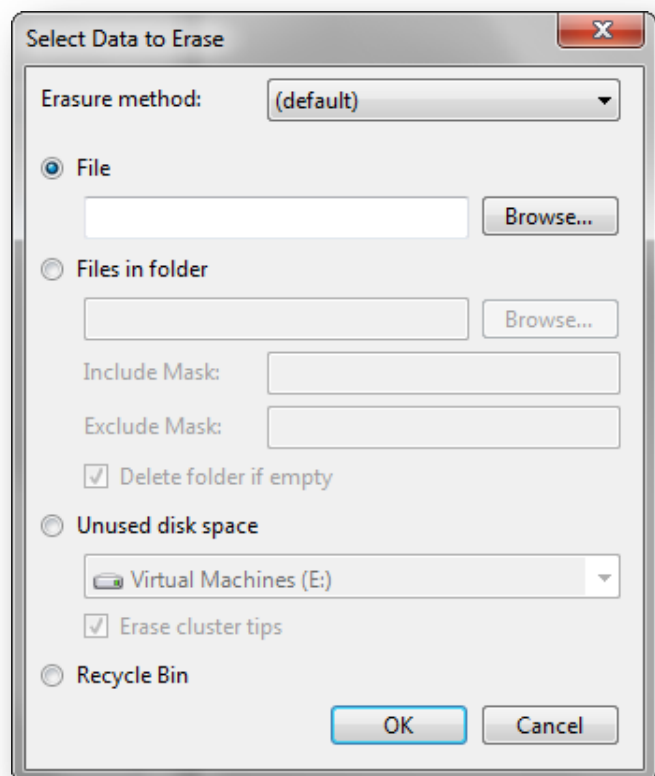 Select Data to Erase
Erasure method: (default)
File
Browse...
Files in folder
Browse...
Include Mask:
Exclude Mask:
Delete folder if empty
Unused disk space
Virtual Machines (E:)
Erase cluster tips
Recycle Bin
OK Cancel